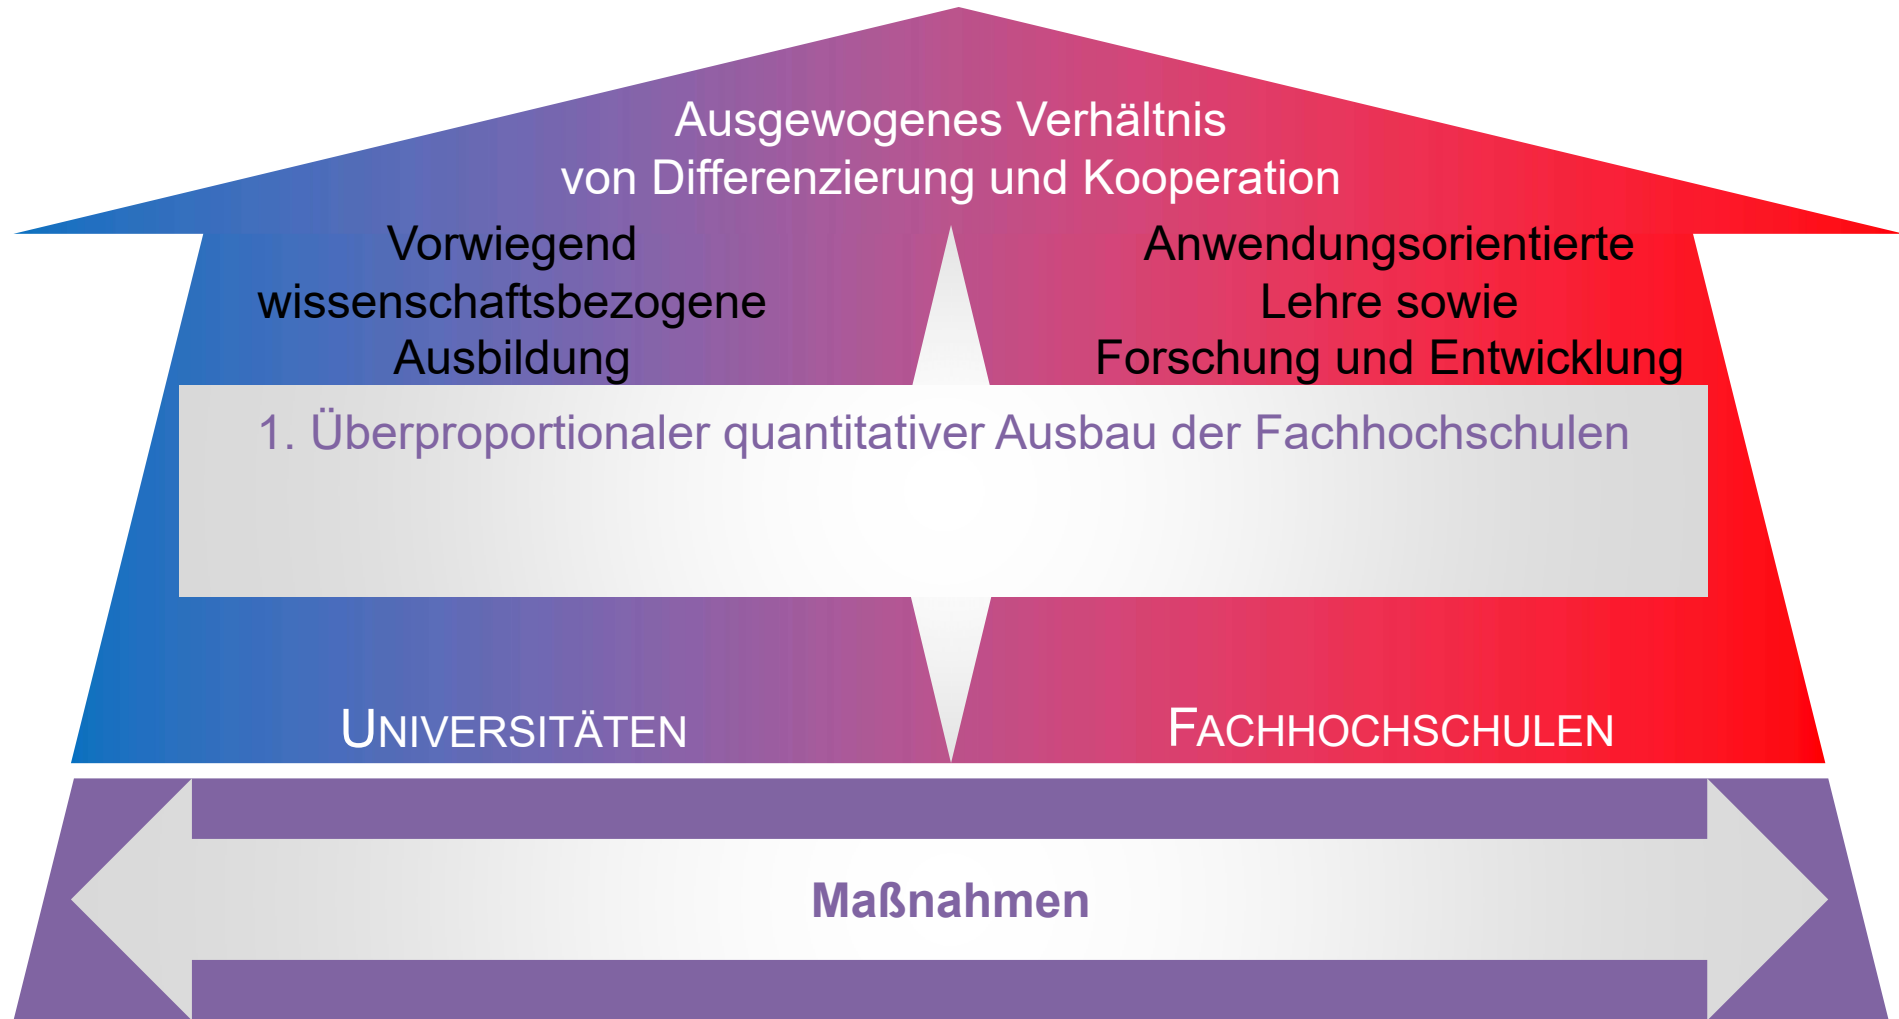 Ausgewogenes Verhältnis
von Differenzierung und Kooperation
Vorwiegend
wissenschaftsbezogene
Ausbildung
Anwendungsorientierte
Lehre sowie
Forschung und Entwicklung
1. Überproportionaler quantitativer Ausbau der Fachhochschulen
UNIVERSITÄTEN
FACHHOCHSCHULEN
Maßnahmen